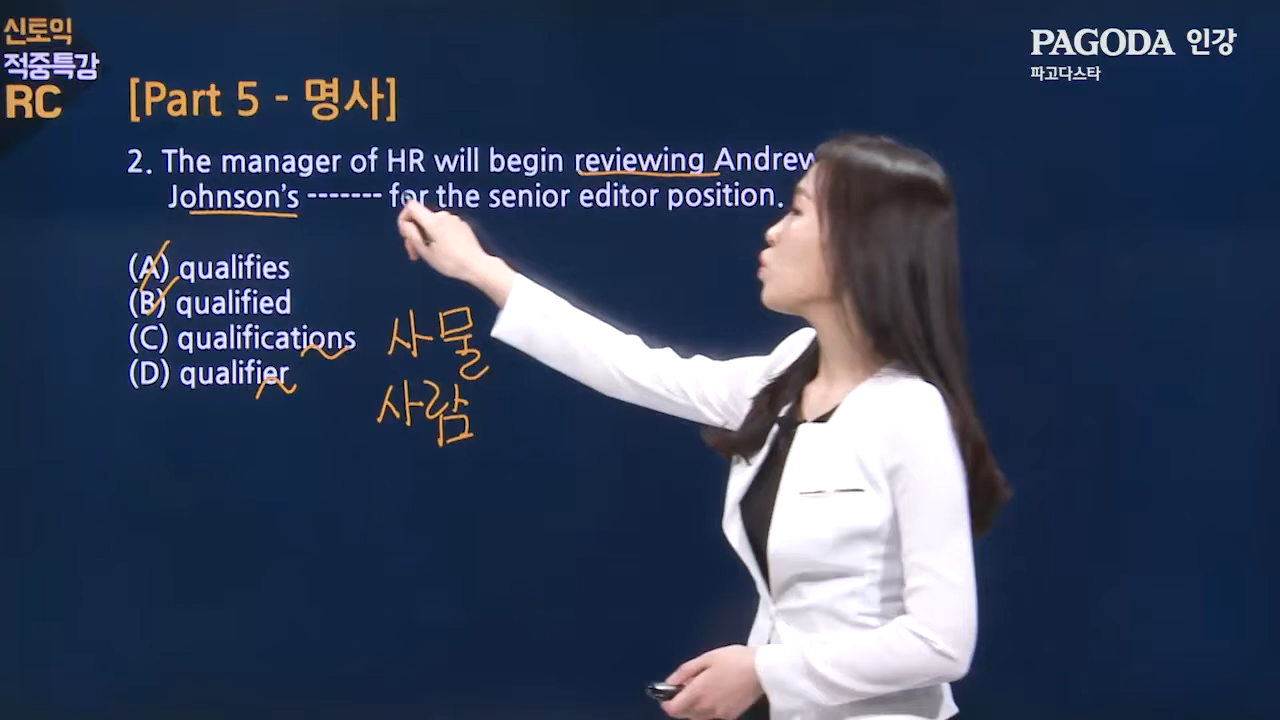 신토익
적중특강
RC
PAGODA 인강
파고다스타
[Part 5 - 명사]
2. The manager of HR will begin reviewing Andrew
Johnson's ------- for the senior editor position.
(A) qualifies
(B) qualified
(C) qualifications
(D) qualifier
사물
사람